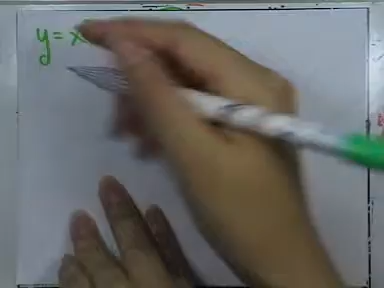 y = x